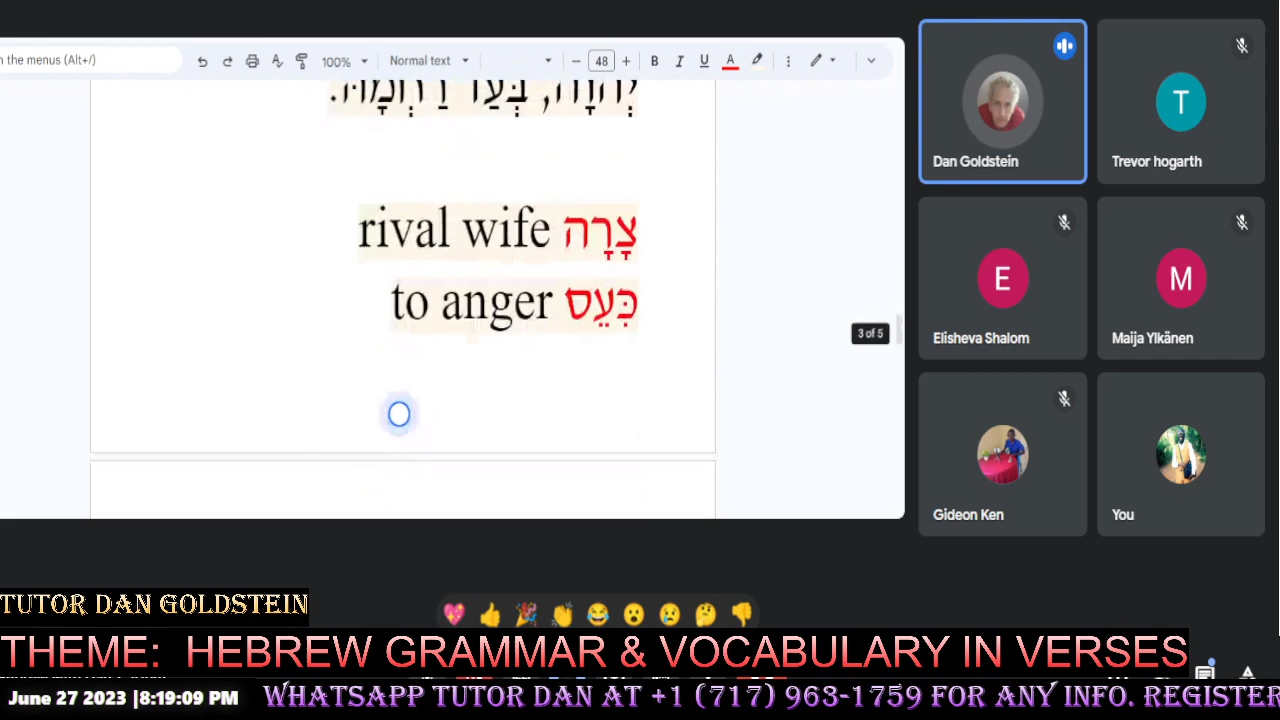 n the menus (Alt+/)
100%
Normal text
48
B
I
U
A
יְהוָה, בְּעַד רַחְמָהּ.
rival wife צָרָה
to anger כִּעֵס
3 of 5
Dan Goldstein
T
Trevor hogarth
E
Elisheva Shalom
M
Maija Ylkänen
Gideon Ken
You
TUTOR DAN GOLDSTEIN
THEME: HEBREW GRAMMAR & VOCABULARY IN VERSES
June 27 2023 |8:19:09 PM
WHATSAPP TUTOR DAN AT +1 (717) 963-1759 FOR ANY INFO. REGISTER